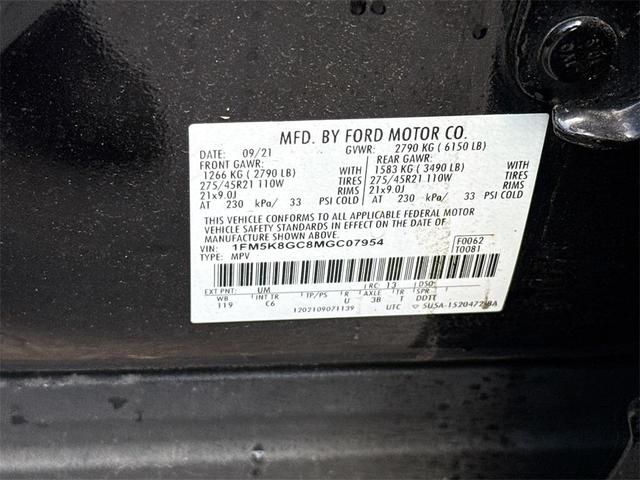 MFD. BY FORD MOTOR CO.
DATE: 09/21 GVWR: 2790 KG ( 6150 LB)
FRONT GAWR: REAR GAWR:
1266 KG ( 2790 LB) WITH 1583 KG ( 3490 LB) WITH
275/45R21 110W TIRES 275/45R21 110W TIRES
21x9.0J RIMS 21x9.0J RIMS
AT 230 kPa/ 33 PSI COLD AT 230 kPa/ 33 PSI COLD
THIS VEHICLE CONFORMS TO ALL APPLICABLE FEDERAL MOTOR
VEHICLE SAFETY STANDARDS IN EFFECT ON THE DATE OF
MANUFACTURE SHOWN ABOVE.
VIN: 1FM5K8GC8MGC07954 F0062
TYPE: MPV T0081
EXT PNT: UM RC: 13 DSO:
WB INT TR TP/PS R AXLE TR SPR
119 C6 U 3B T DDTT
1202109071139 UTC